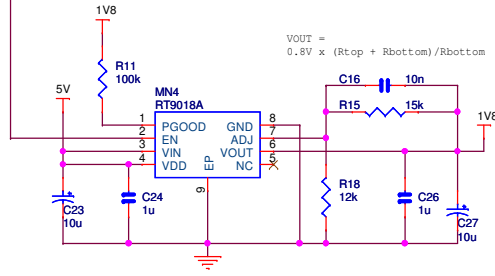 1V8
VOUT =
0.8V x (Rtop + Rbottom)/Rbottom
R11
100k
C16 10n
5V
MN4
RT9018A
R15 15k
1V8
1 PGOOD GND 8
2 EN ADJ 7
3 VIN VOUT 6
4 VDD NC 5
EP
9
C23
10u
C24
1u
R18
12k
C26
1u
C27
10u